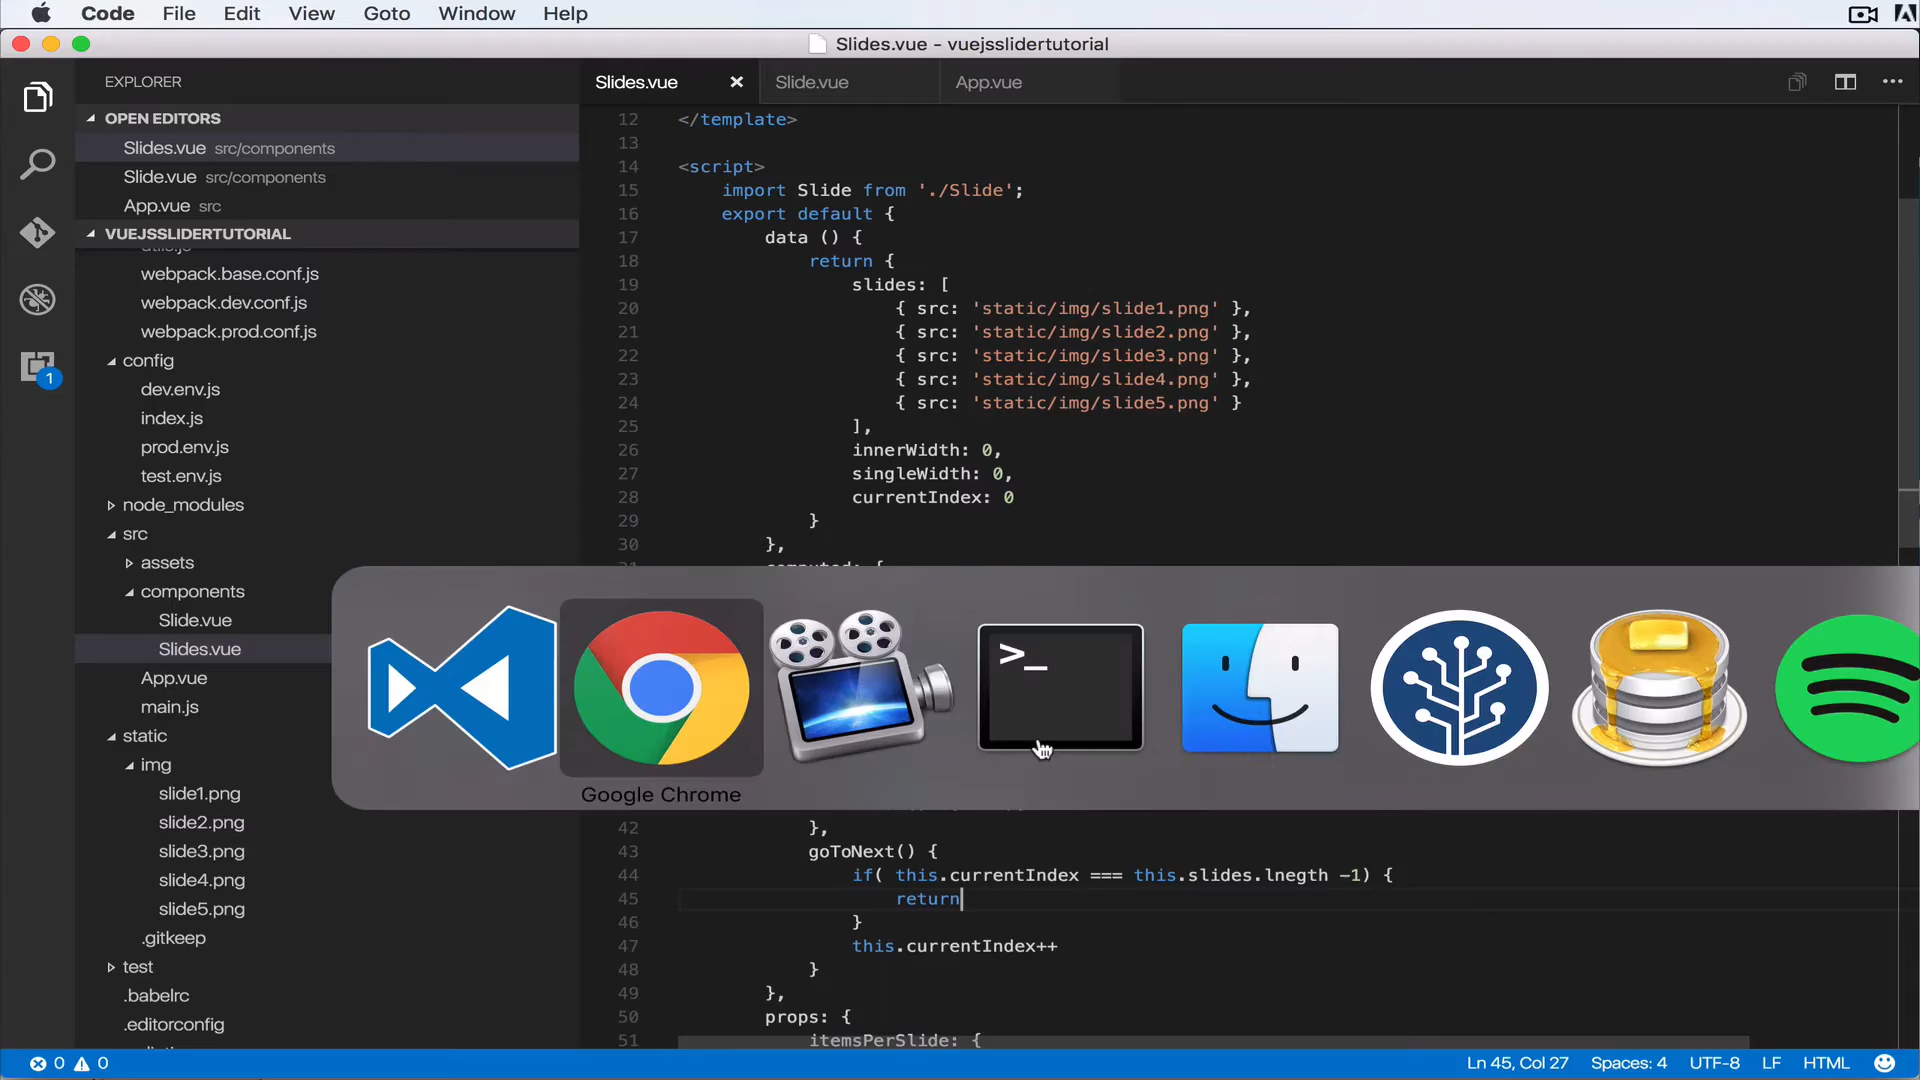 Code File Edit View Goto Window Help
Slides.vue - vuejsslidertutorial
EXPLORER
OPEN EDITORS
Slides.vue src/components
Slide.vue src/components
App.vue src
VUEJSSLIDERTUTORIAL
utils.js
webpack.base.conf.js
webpack.dev.conf.js
webpack.prod.conf.js
config
dev.env.js
index.js
prod.env.js
test.env.js
node_modules
src
assets
components
Slide.vue
Slides.vue
App.vue
main.js
static
img
slide1.png
slide2.png
slide3.png
slide4.png
slide5.png
.gitkeep
test
.babelrc
.editorconfig
Slides.vue Slide.vue App.vue
12 </template>
13
14 <script>
15 import Slide from './Slide';
16 export default {
17 data () {
18 return {
19 slides: [
20 { src: 'static/img/slide1.png' },
21 { src: 'static/img/slide2.png' },
22 { src: 'static/img/slide3.png' },
23 { src: 'static/img/slide4.png' },
24 { src: 'static/img/slide5.png' }
25 ],
26 innerWidth: 0,
27 singleWidth: 0,
28 currentIndex: 0
29 }
30 },
computed: {
>_
Google Chrome
42 },
43 goToNext() {
44 if( this.currentIndex === this.slides.lnegth -1) {
45 return
46 }
47 this.currentIndex++
48 }
49 },
50 props: {
51 itemsPerSlide: {
1
0 0
Ln 45, Col 27 Spaces: 4 UTF-8 LF HTML